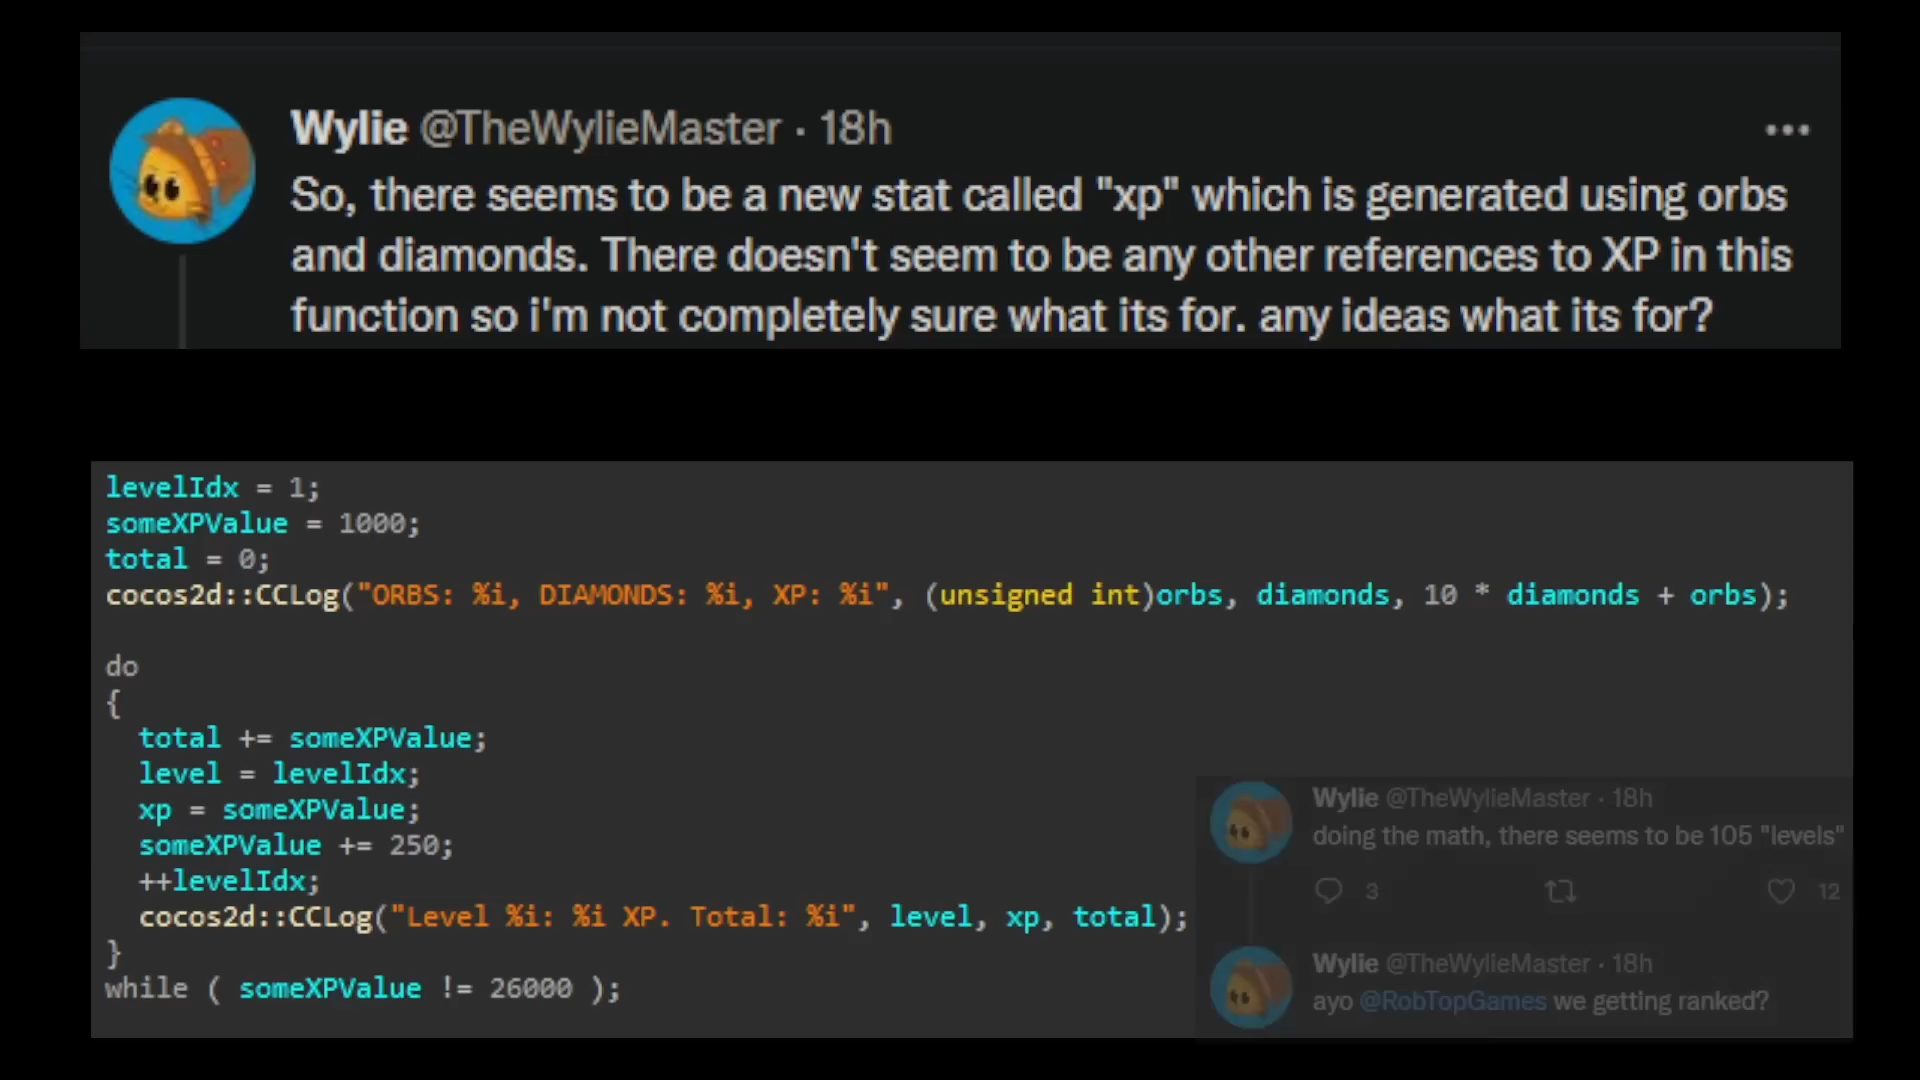 Wylie @TheWylieMaster · 18h
So, there seems to be a new stat called "xp" which is generated using orbs
and diamonds. There doesn't seem to be any other references to XP in this
function so i'm not completely sure what its for. any ideas what its for?
levelIdx = 1;
someXPValue = 1000;
total = 0;
cocos2d::CCLog("ORBS: %i, DIAMONDS: %i, XP: %i", (unsigned int)orbs, diamonds, 10 * diamonds + orbs);
do
{
total += someXPValue;
level = levelIdx;
xp = someXPValue;
someXPValue += 250;
++levelIdx;
cocos2d::CCLog("Level %i: %i XP. Total: %i", level, xp, total);
}
while ( someXPValue != 26000 );
Wylie @TheWylieMaster · 18h
doing the math, there seems to be 105 "levels"
3 12
Wylie @TheWylieMaster · 18h
ayo @RobTopGames we getting ranked?